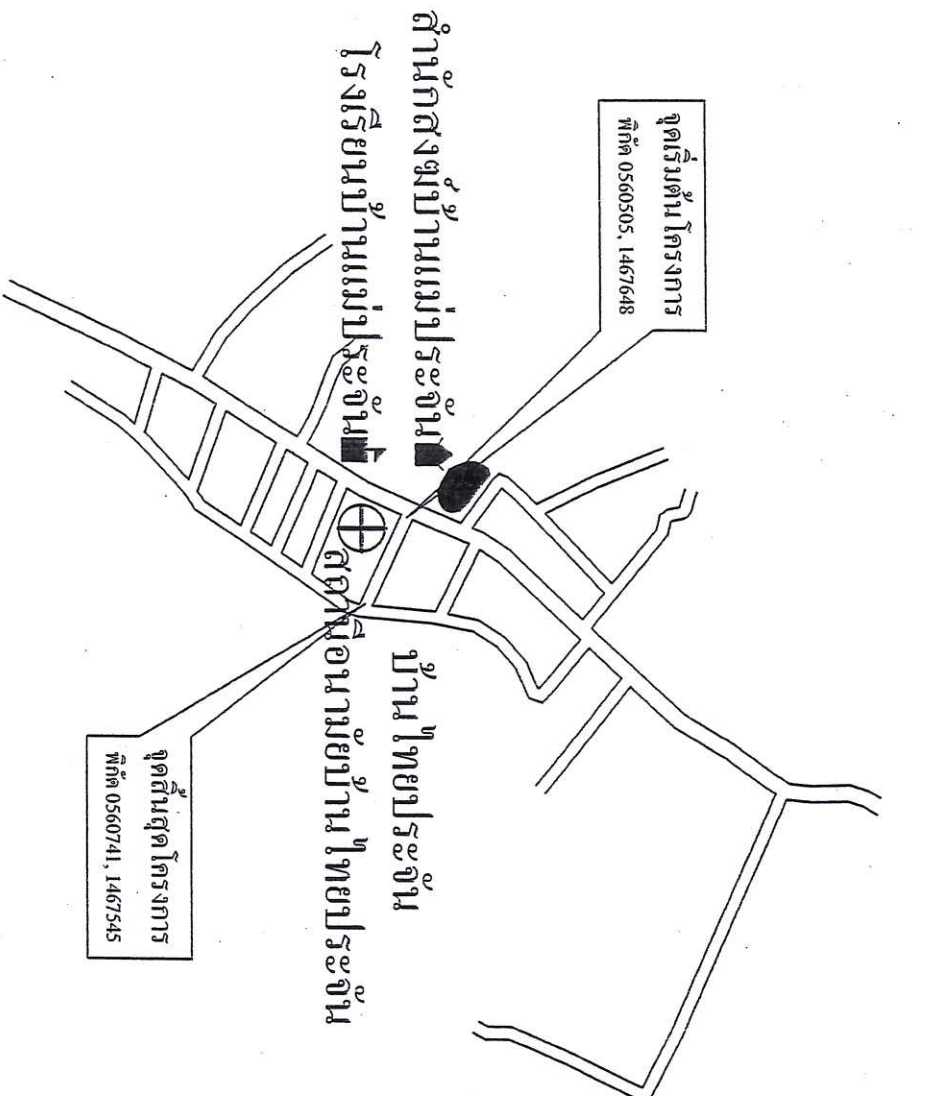 จุดเริ่มต้นโครงการ
พิกัด 0560505, 1467648
สำนักสงฆ์บ้านแม่ประจัน
โรงเรียนบ้านแม่ประจัน
บ้านไทยประจัน
สถานีอนามัยบ้านไทยประจัน
จุดสิ้นสุดโครงการ
พิกัด 0560741, 1467545